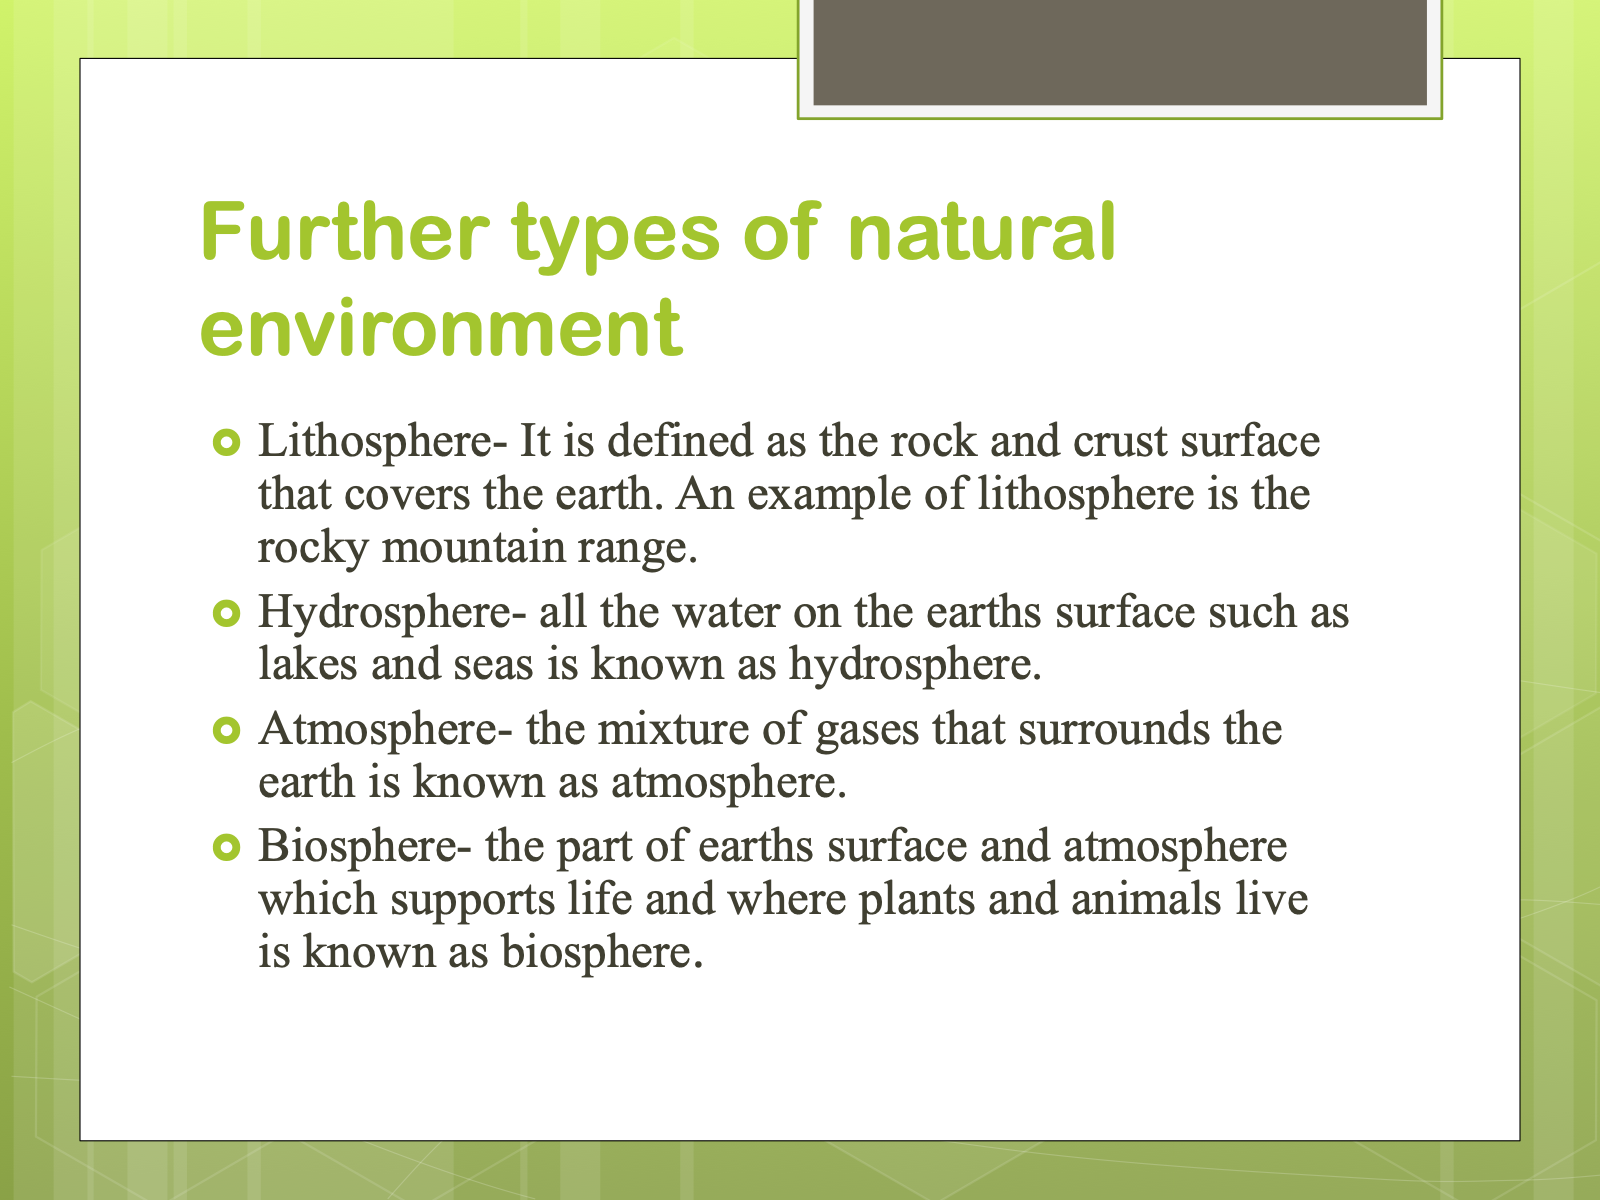 Further types of natural
environment
Lithosphere- It is defined as the rock and crust surface
that covers the earth. An example of lithosphere is the
rocky mountain range.
Hydrosphere- all the water on the earths surface such as
lakes and seas is known as hydrosphere.
Atmosphere- the mixture of gases that surrounds the
earth is known as atmosphere.
Biosphere- the part of earths surface and atmosphere
which supports life and where plants and animals live
is known as biosphere.